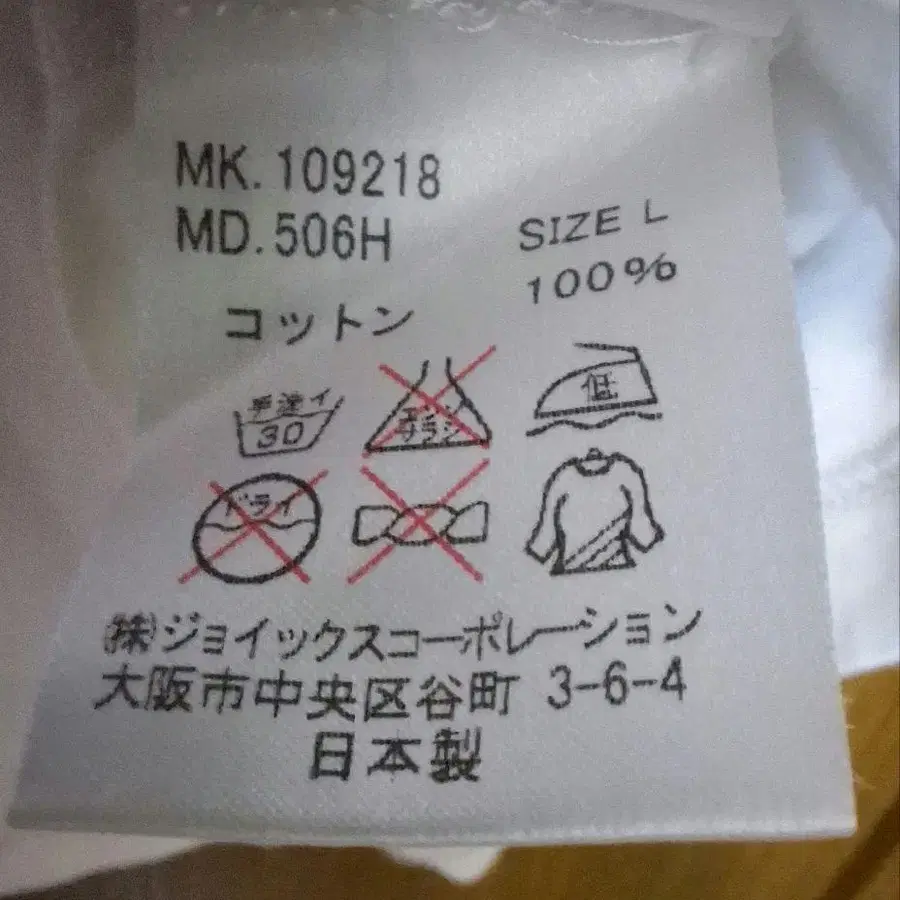 MK.109218
MD.506H
SIZE L
コットン 100%
手洗イ 30
エンソ サラシ
低
ドライ
㈱ジョイックスコーポレーション
大阪市中央区谷町 3-6-4
日本製